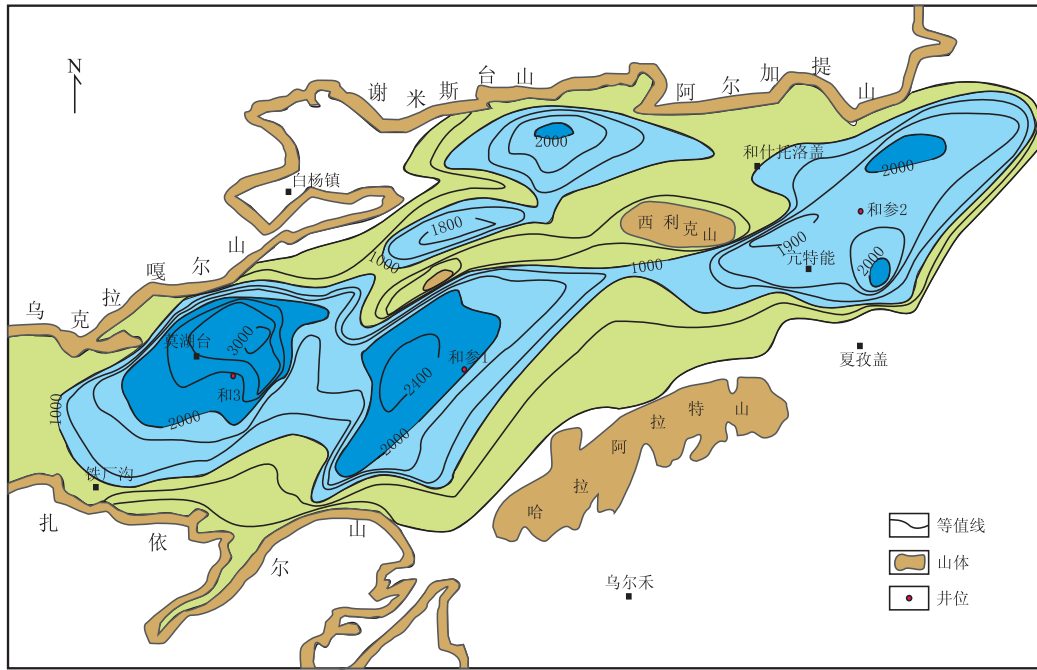 N
谢米斯台山
阿尔加提山
2000
和什托洛盖
2000
白杨镇
西利克山
和参2
1800
1900
亢特能
2000
1000
1000
乌克拉嘎尔山
莫湖台
3000
和参1
夏孜盖
2400
和3
1000
2000
2000
哈拉阿拉特山
铁厂沟
扎依尔山
乌尔禾
等值线
山体
井位